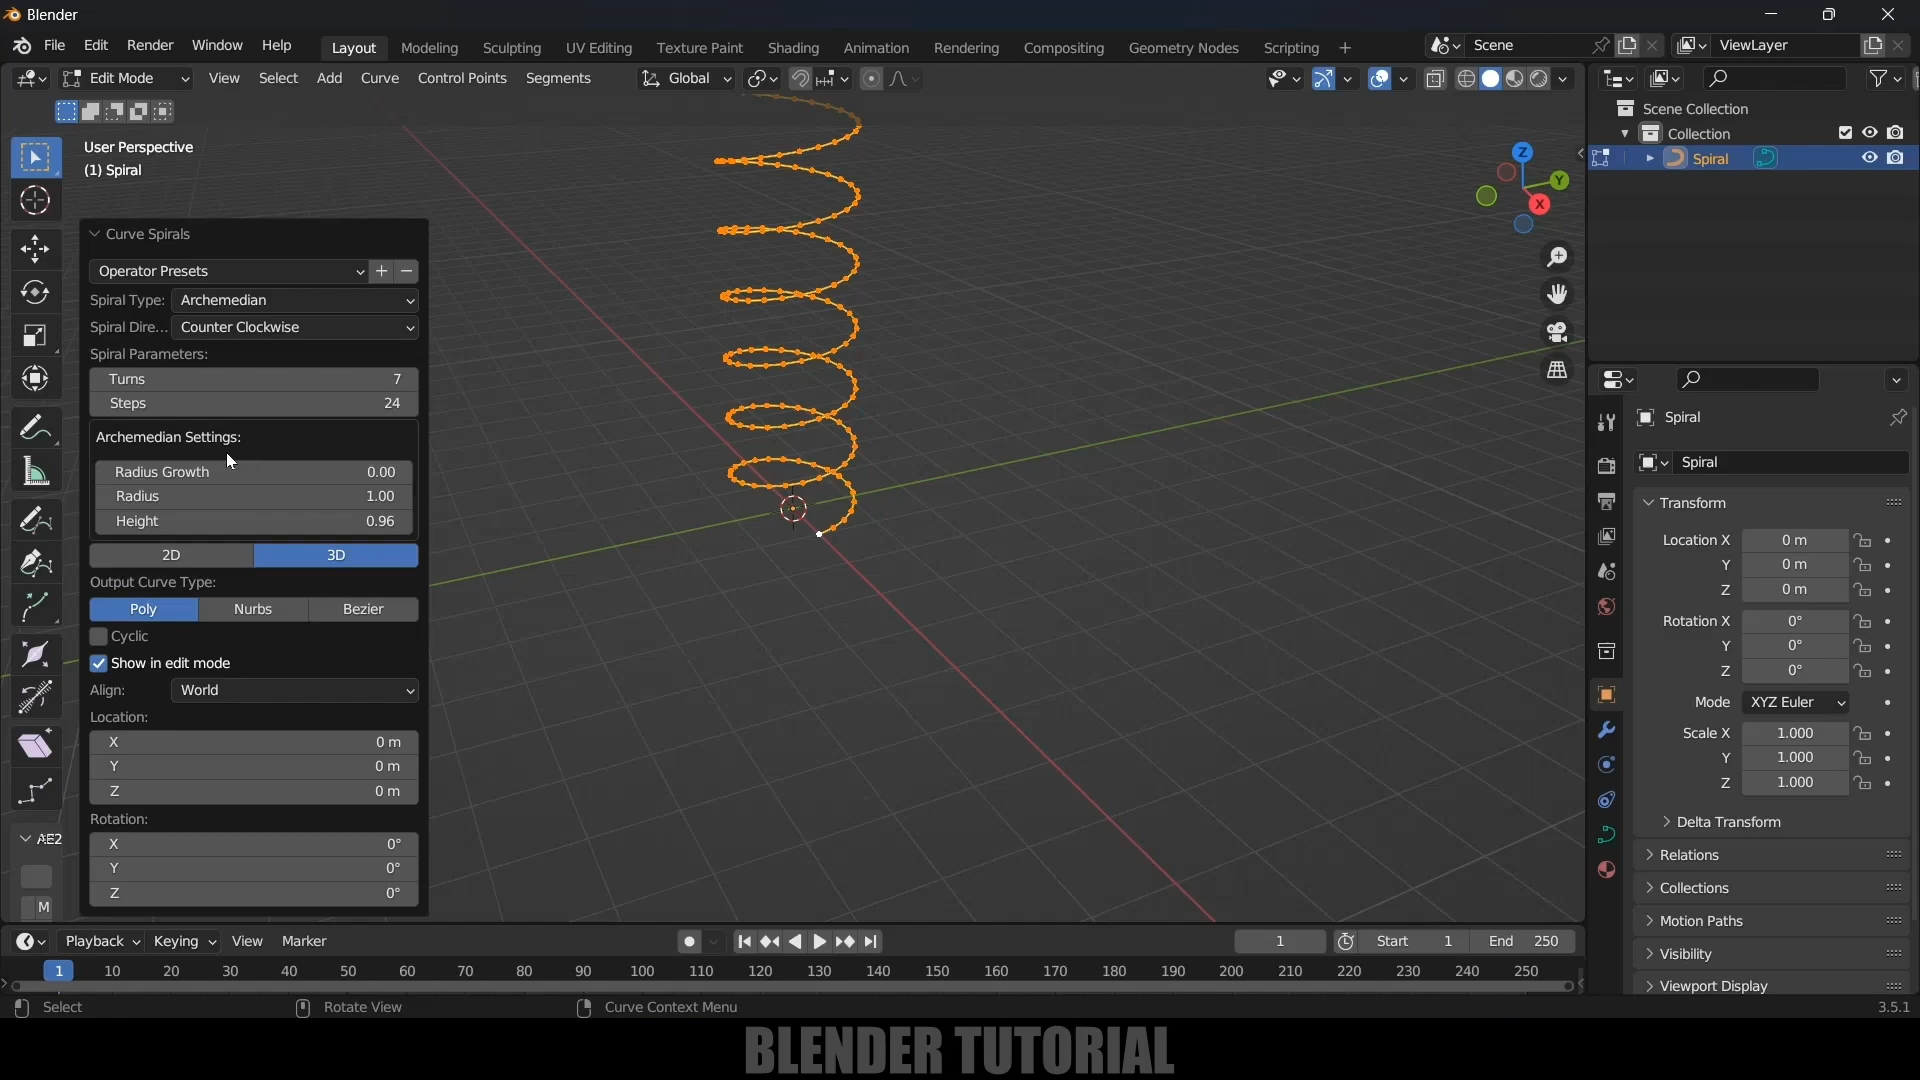 Blender
File Edit Render Window Help Layout Modeling Sculpting UV Editing Texture Paint Shading Animation Rendering Compositing Geometry Nodes Scripting + Scene ViewLayer
Edit Mode View Select Add Curve Control Points Segments Global
User Perspective
(1) Spiral
Z
Y
X
Curve Spirals
Operator Presets + −
Spiral Type: Archemedian
Spiral Dire... Counter Clockwise
Spiral Parameters:
Turns 7
Steps 24
Archemedian Settings:
Radius Growth 0.00
Radius 1.00
Height 0.96
2D 3D
Output Curve Type:
Poly Nurbs Bezier
Cyclic
Show in edit mode
Align: World
Location:
X 0 m
Y 0 m
Z 0 m
Rotation:
X 0°
Y 0°
Z 0°
M
Scene Collection
Collection
Spiral
Spiral
Spiral
Transform
Location X 0 m
Y 0 m
Z 0 m
Rotation X 0°
Y 0°
Z 0°
Mode XYZ Euler
Scale X 1.000
Y 1.000
Z 1.000
Delta Transform
Relations
Collections
Motion Paths
Visibility
Viewport Display
Playback Keying View Marker 1 Start 1 End 250
1 10 20 30 40 50 60 70 80 90 100 110 120 130 140 150 160 170 180 190 200 210 220 230 240 250
Select Rotate View Curve Context Menu 3.5.1
BLENDER TUTORIAL